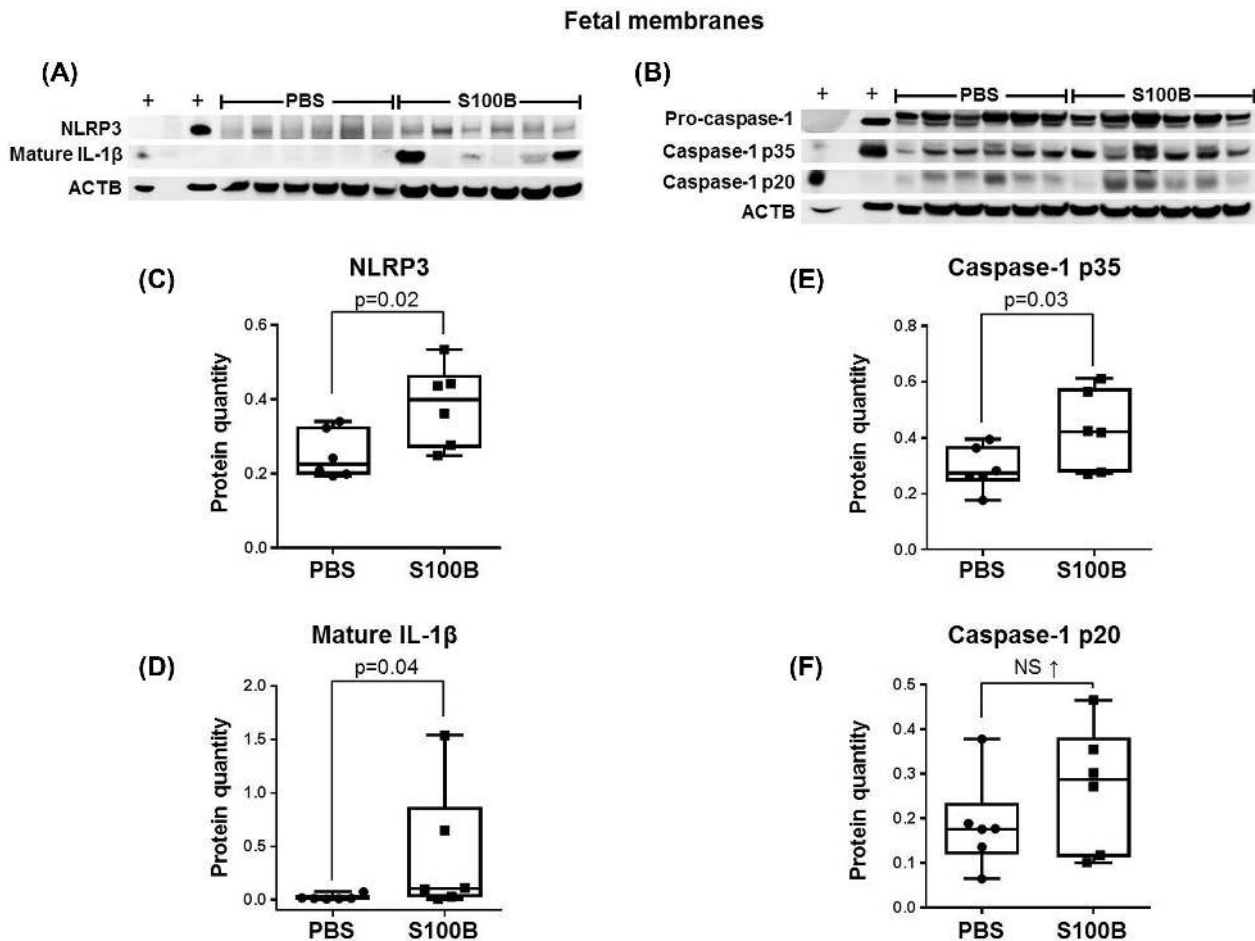 Fetal membranes
(A)
+ + PBS S100B
NLRP3
Mature IL-1β
ACTB
(B)
+ + PBS S100B
Pro-caspase-1
Caspase-1 p35
Caspase-1 p20
ACTB
(C)
NLRP3
p=0.02
Protein quantity
0.6
0.4
0.2
0.0
PBS S100B
(E)
Caspase-1 p35
p=0.03
Protein quantity
0.8
0.6
0.4
0.2
0.0
PBS S100B
(D)
Mature IL-1β
p=0.04
Protein quantity
2.0
1.5
1.0
0.5
0.0
PBS S100B
(F)
Caspase-1 p20
NS ↑
Protein quantity
0.5
0.4
0.3
0.2
0.1
0.0
PBS S100B